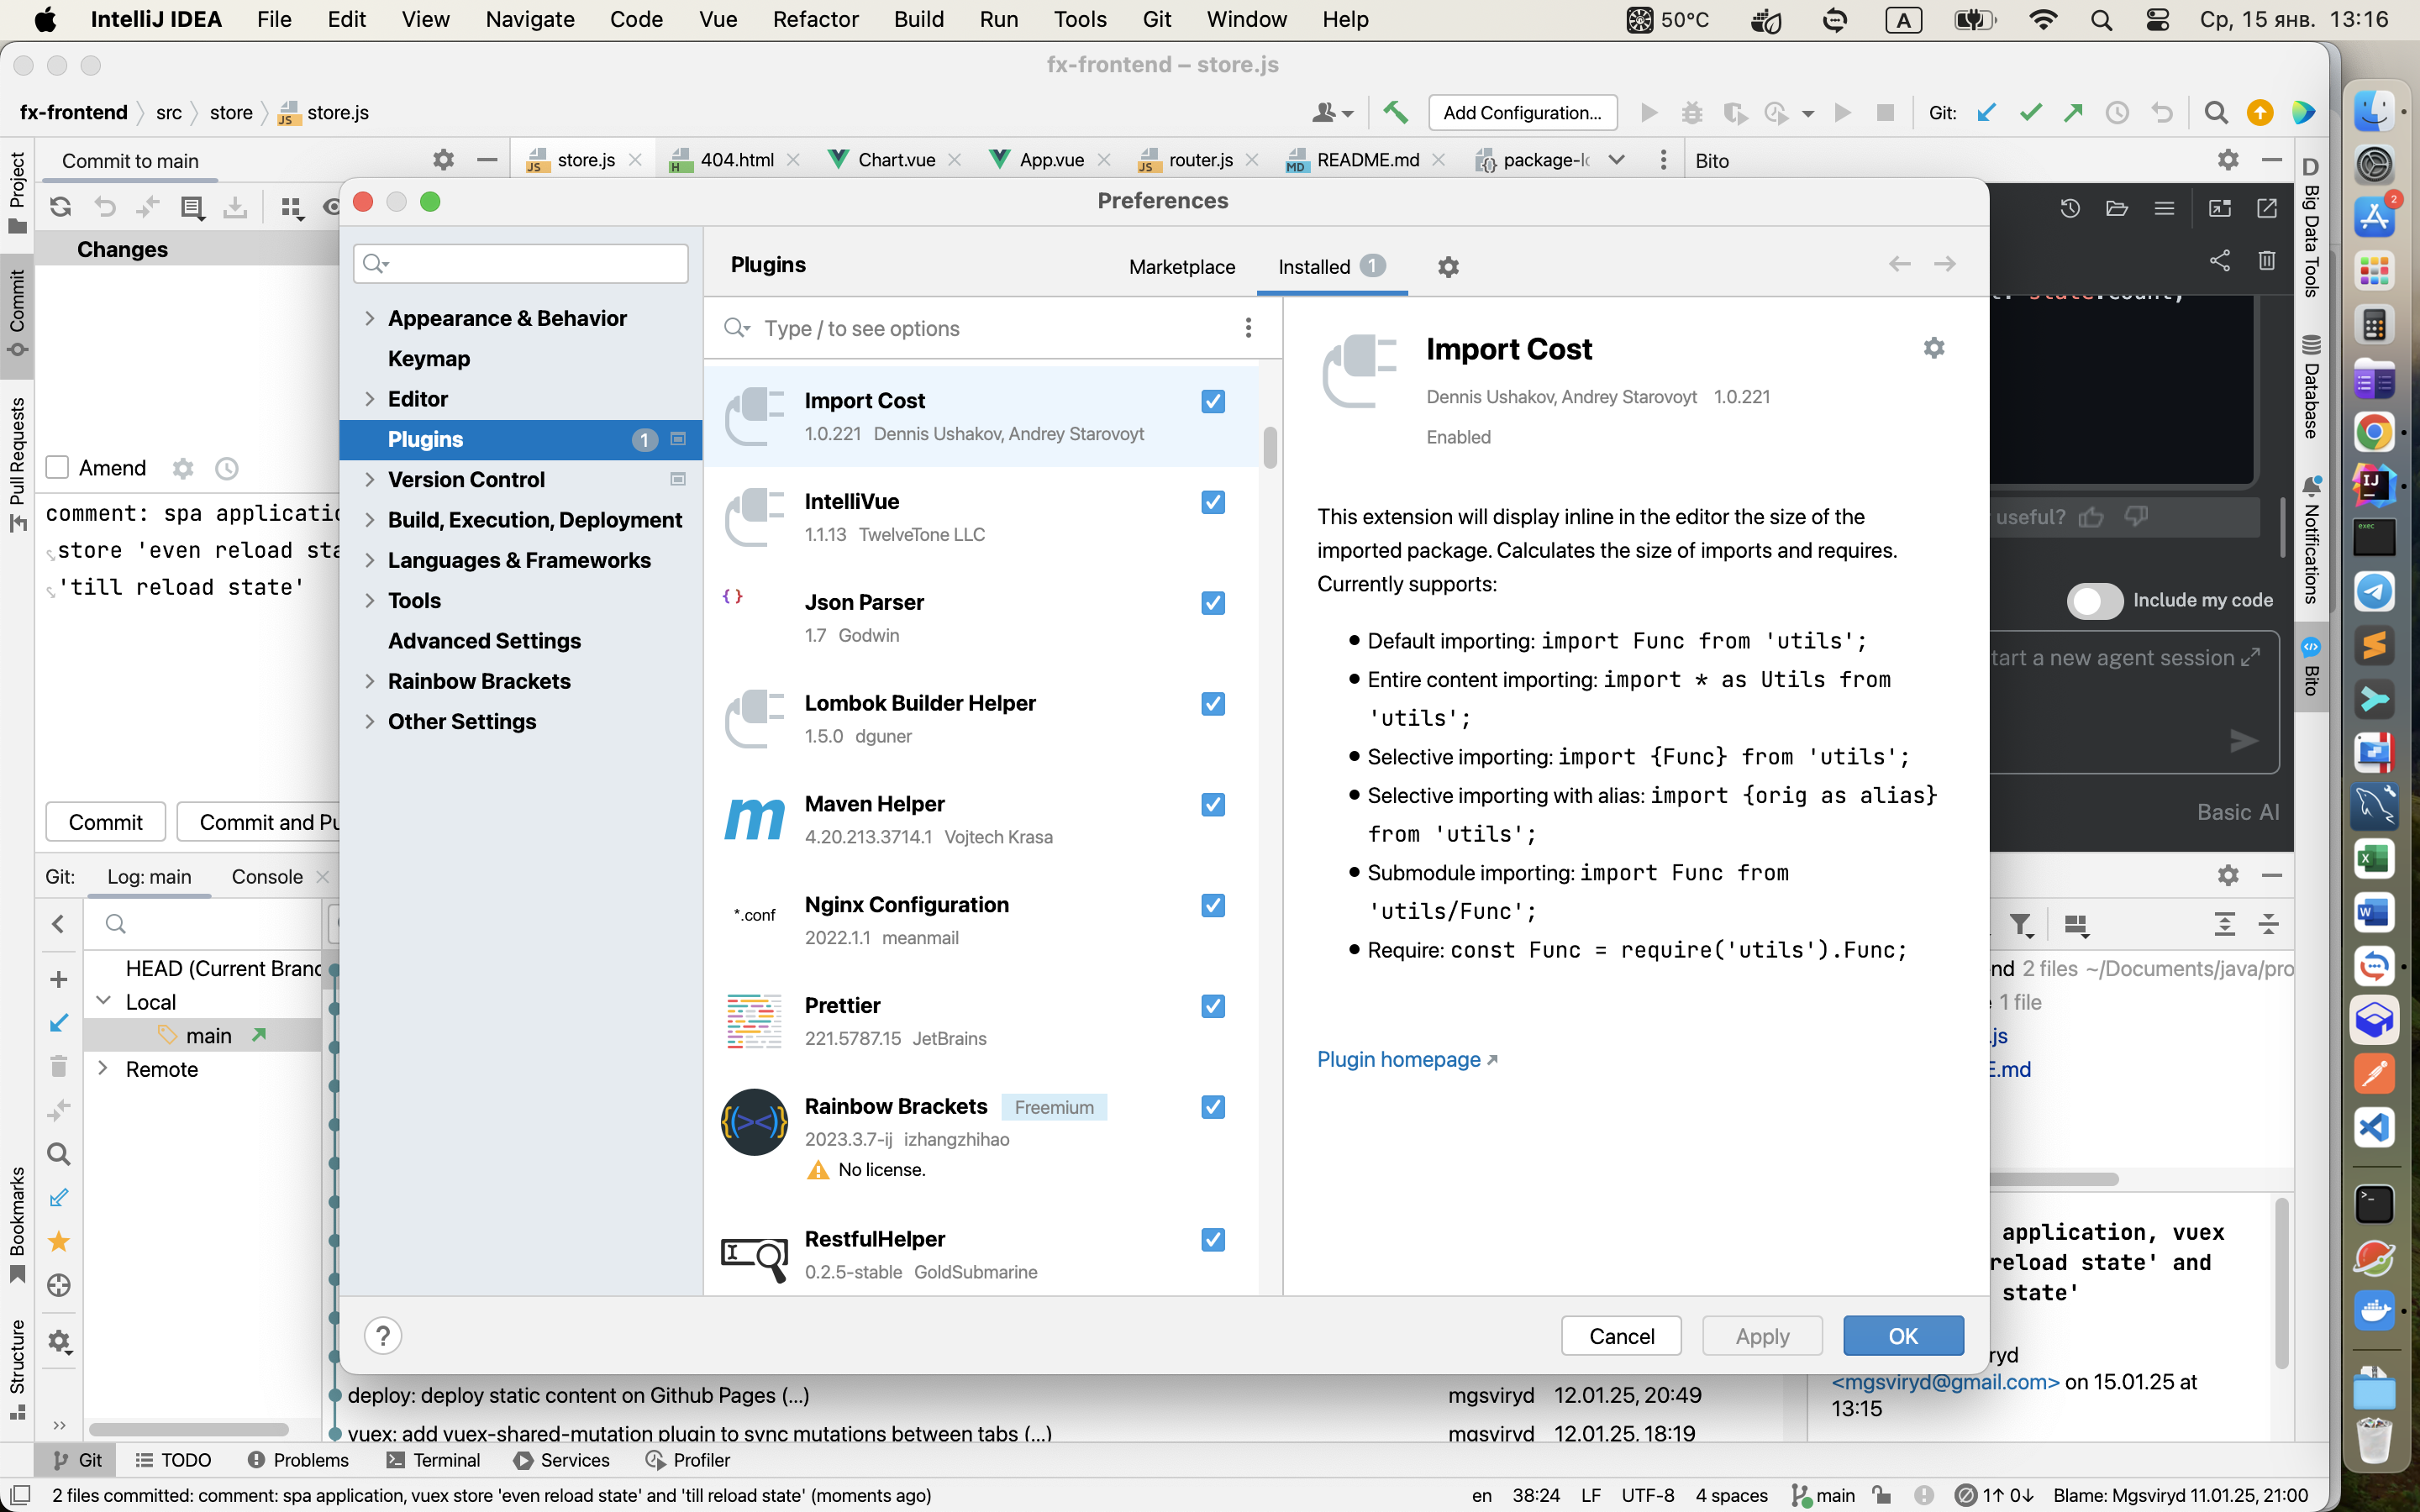 IntelliJ IDEA File Edit View Navigate Code Vue Refactor Build Run Tools Git Window Help 50°C A Ср, 15 янв. 13:16
fx-frontend – store.js
fx-frontend src store store.js Add Configuration... Git:
Project
Commit
Pull Requests
Bookmarks
Structure
Commit to main
store.js 404.html Chart.vue App.vue router.js README.md Bito
Changes
Amend
comment: spa
'till reload state'
Commit Commit and
Git: Log: main Console
HEAD (Current
Local
main
Remote
Preferences
Appearance & Behavior
Keymap
Editor
Plugins 1
Version Control
Build, Execution, Deployment
Languages & Frameworks
Tools
Advanced Settings
Rainbow Brackets
Other Settings
Plugins Marketplace Installed 1
Type / to see options
Import Cost
1.0.221 Dennis Ushakov, Andrey Starovoyt
IntelliVue
1.1.13 TwelveTone LLC
{ }
Json Parser
1.7 Godwin
Lombok Builder Helper
1.5.0 dguner
m
Maven Helper
4.20.213.3714.1 Vojtech Krasa
*.conf
Nginx Configuration
2022.1.1 meanmail
Prettier
221.5787.15 JetBrains
Rainbow Brackets Freemium
2023.3.7-ij izhangzhihao
No license.
RestfulHelper
0.2.5-stable GoldSubmarine
Import Cost
Dennis Ushakov, Andrey Starovoyt 1.0.221
Enabled
This extension will display inline in the editor the size of the
imported package. Calculates the size of imports and requires.
Currently supports:
Default importing: import Func from 'utils';
Entire content importing: import * as Utils from
'utils';
Selective importing: import {Func} from 'utils';
Selective importing with alias: import {orig as alias}
from 'utils';
Submodule importing: import Func from
'utils/Func';
Require: const Func = require('utils').Func;
Plugin homepage
? Cancel Apply OK
useful?
Include my code
a new agent session
Basic AI
2 files ~/Documents/java/pro
1 file
application, vuex
reload state' and
state'
<mgsviryd@gmail.com> on 15.01.25 at
13:15
Big Data Tools
Database
Notifications
Bito
2
deploy: deploy static content on Github Pages (...) mgsviryd 12.01.25, 20:49
vuex: add vuex-shared-mutation plugin to sync mutations between tabs (...) mgsviryd 12.01.25, 18:19
Git TODO Problems Terminal Services Profiler
2 files committed: comment: spa application, vuex store 'even reload state' and 'till reload state' (moments ago) en 38:24 LF UTF-8 4 spaces main 1↑ 0↓ Blame: Mgsviryd 11.01.25, 21:00